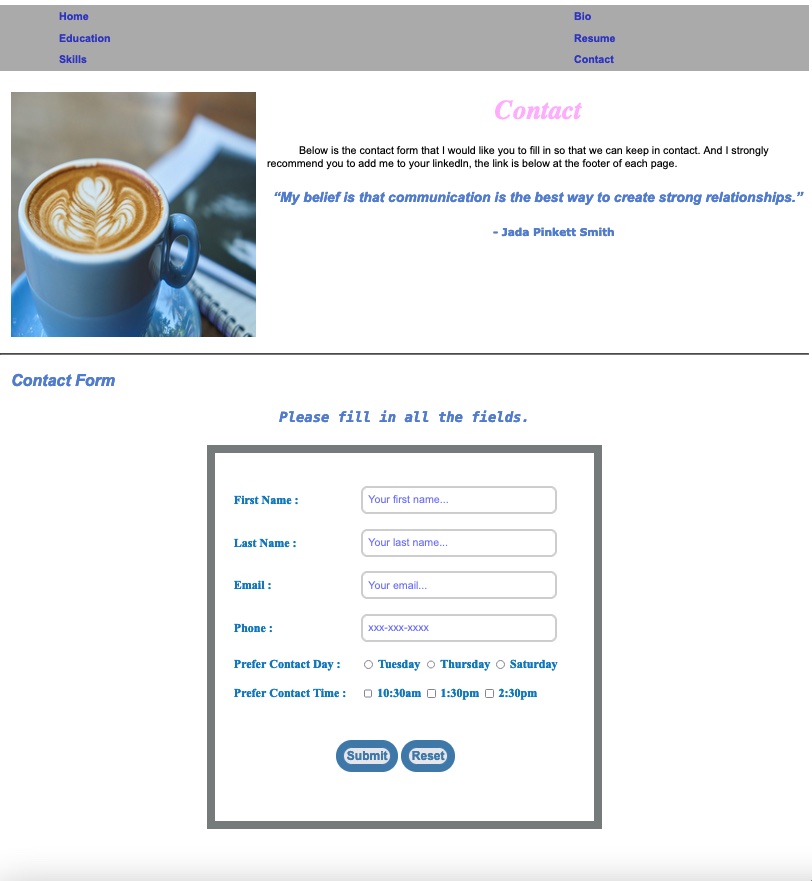 Home
Bio
Education
Resume
Skills
Contact
Contact
Below is the contact form that I would like you to fill in so that we can keep in contact. And I strongly
recommend you to add me to your linkedIn, the link is below at the footer of each page.
“My belief is that communication is the best way to create strong relationships.”
- Jada Pinkett Smith
Contact Form
Please fill in all the fields.
First Name : Your first name...
Last Name : Your last name...
Email : Your email...
Phone : xxx-xxx-xxxx
Prefer Contact Day : Tuesday Thursday Saturday
Prefer Contact Time : 10:30am 1:30pm 2:30pm
Submit Reset